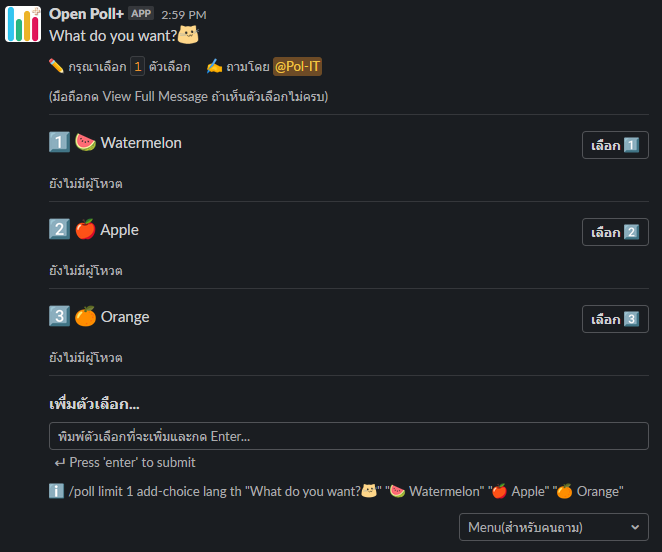 Open Poll+ APP 2:59 PM
What do you want?🐱
✏️ กรุณาเลือก 1 ตัวเลือก ✍️ ถามโดย @Pol-IT
(มือถือกด View Full Message ถ้าเห็นตัวเลือกไม่ครบ)
1️⃣ 🍉 Watermelon เลือก 1️⃣
ยังไม่มีผู้โหวต
2️⃣ 🍎 Apple เลือก 2️⃣
ยังไม่มีผู้โหวต
3️⃣ 🍊 Orange เลือก 3️⃣
ยังไม่มีผู้โหวต
เพิ่มตัวเลือก...
พิมพ์ตัวเลือกที่จะเพิ่มและกด Enter...
↵ Press 'enter' to submit
ℹ️ /poll limit 1 add-choice lang th "What do you want?🐱" "🍉 Watermelon" "🍎 Apple" "🍊 Orange"
Menu(สำหรับคนถาม)